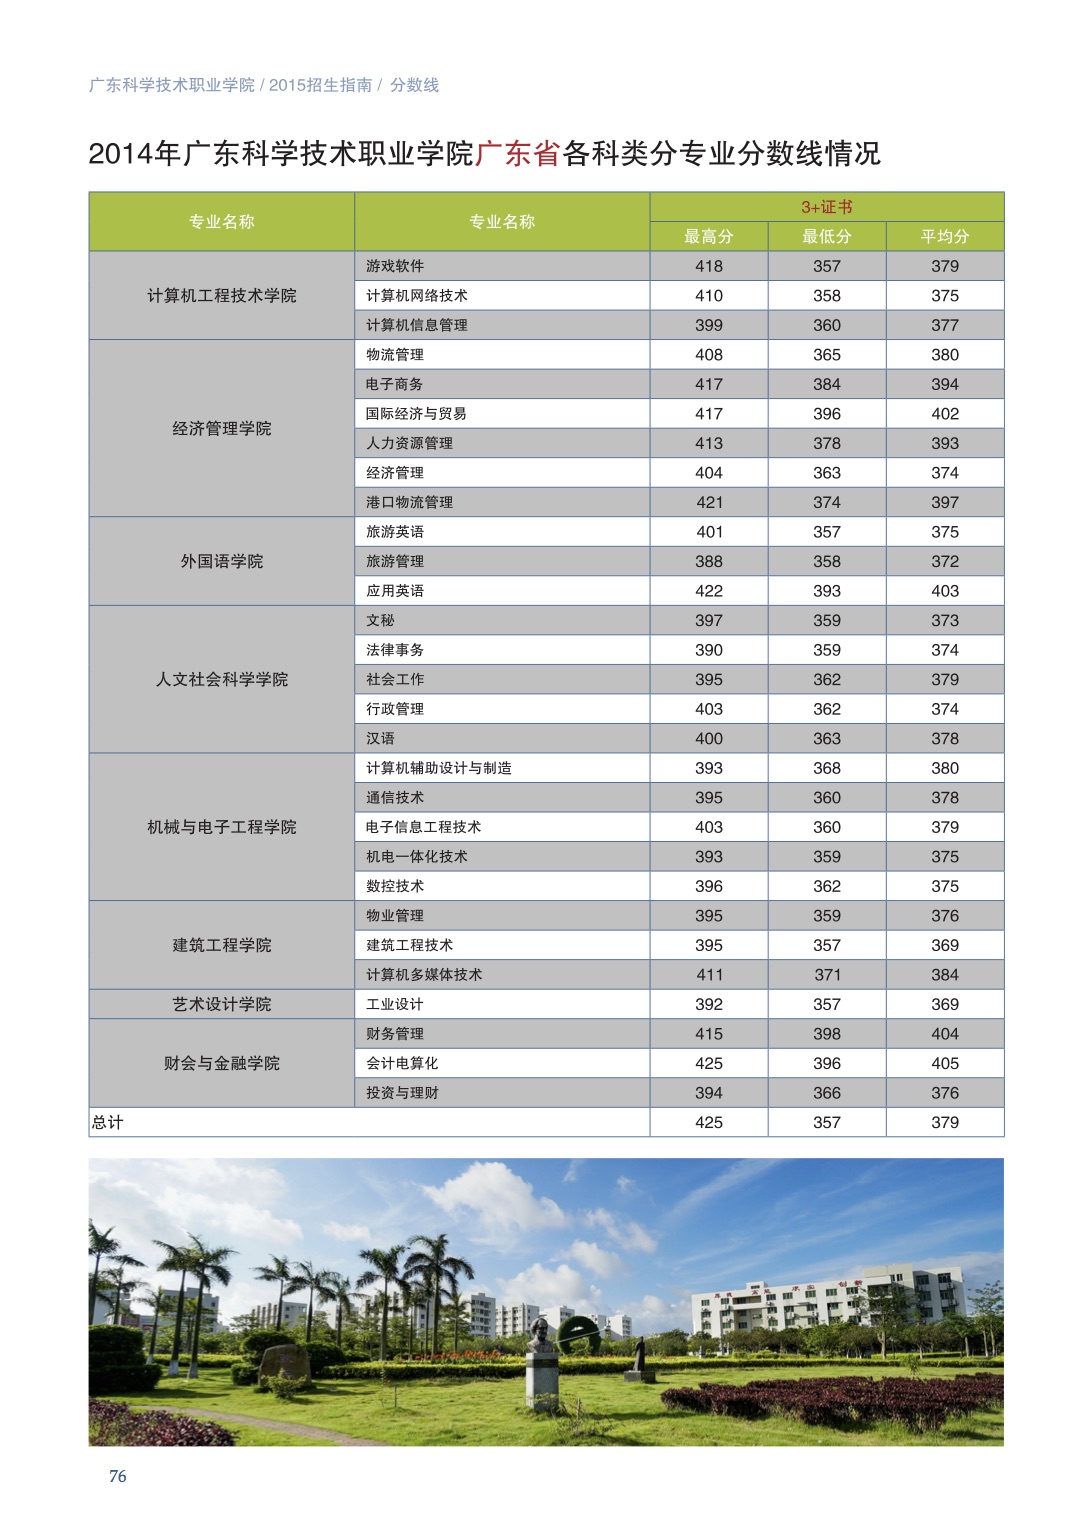 广东科学技术职业学院 / 2015招生指南 / 分数线
2014年广东科学技术职业学院广东省各科类分专业分数线情况
专业名称 专业名称 3+证书
最高分 最低分 平均分
计算机工程技术学院
游戏软件 418 357 379
计算机网络技术 410 358 375
计算机信息管理 399 360 377
经济管理学院
物流管理 408 365 380
电子商务 417 384 394
国际经济与贸易 417 396 402
人力资源管理 413 378 393
经济管理 404 363 374
港口物流管理 421 374 397
外国语学院
旅游英语 401 357 375
旅游管理 388 358 372
应用英语 422 393 403
人文社会科学学院
文秘 397 359 373
法律事务 390 359 374
社会工作 395 362 379
行政管理 403 362 374
汉语 400 363 378
机械与电子工程学院
计算机辅助设计与制造 393 368 380
通信技术 395 360 378
电子信息工程技术 403 360 379
机电一体化技术 393 359 375
数控技术 396 362 375
建筑工程学院
物业管理 395 359 376
建筑工程技术 395 357 369
计算机多媒体技术 411 371 384
艺术设计学院
工业设计 392 357 369
财会与金融学院
财务管理 415 398 404
会计电算化 425 396 405
投资与理财 394 366 376
总计 425 357 379
76